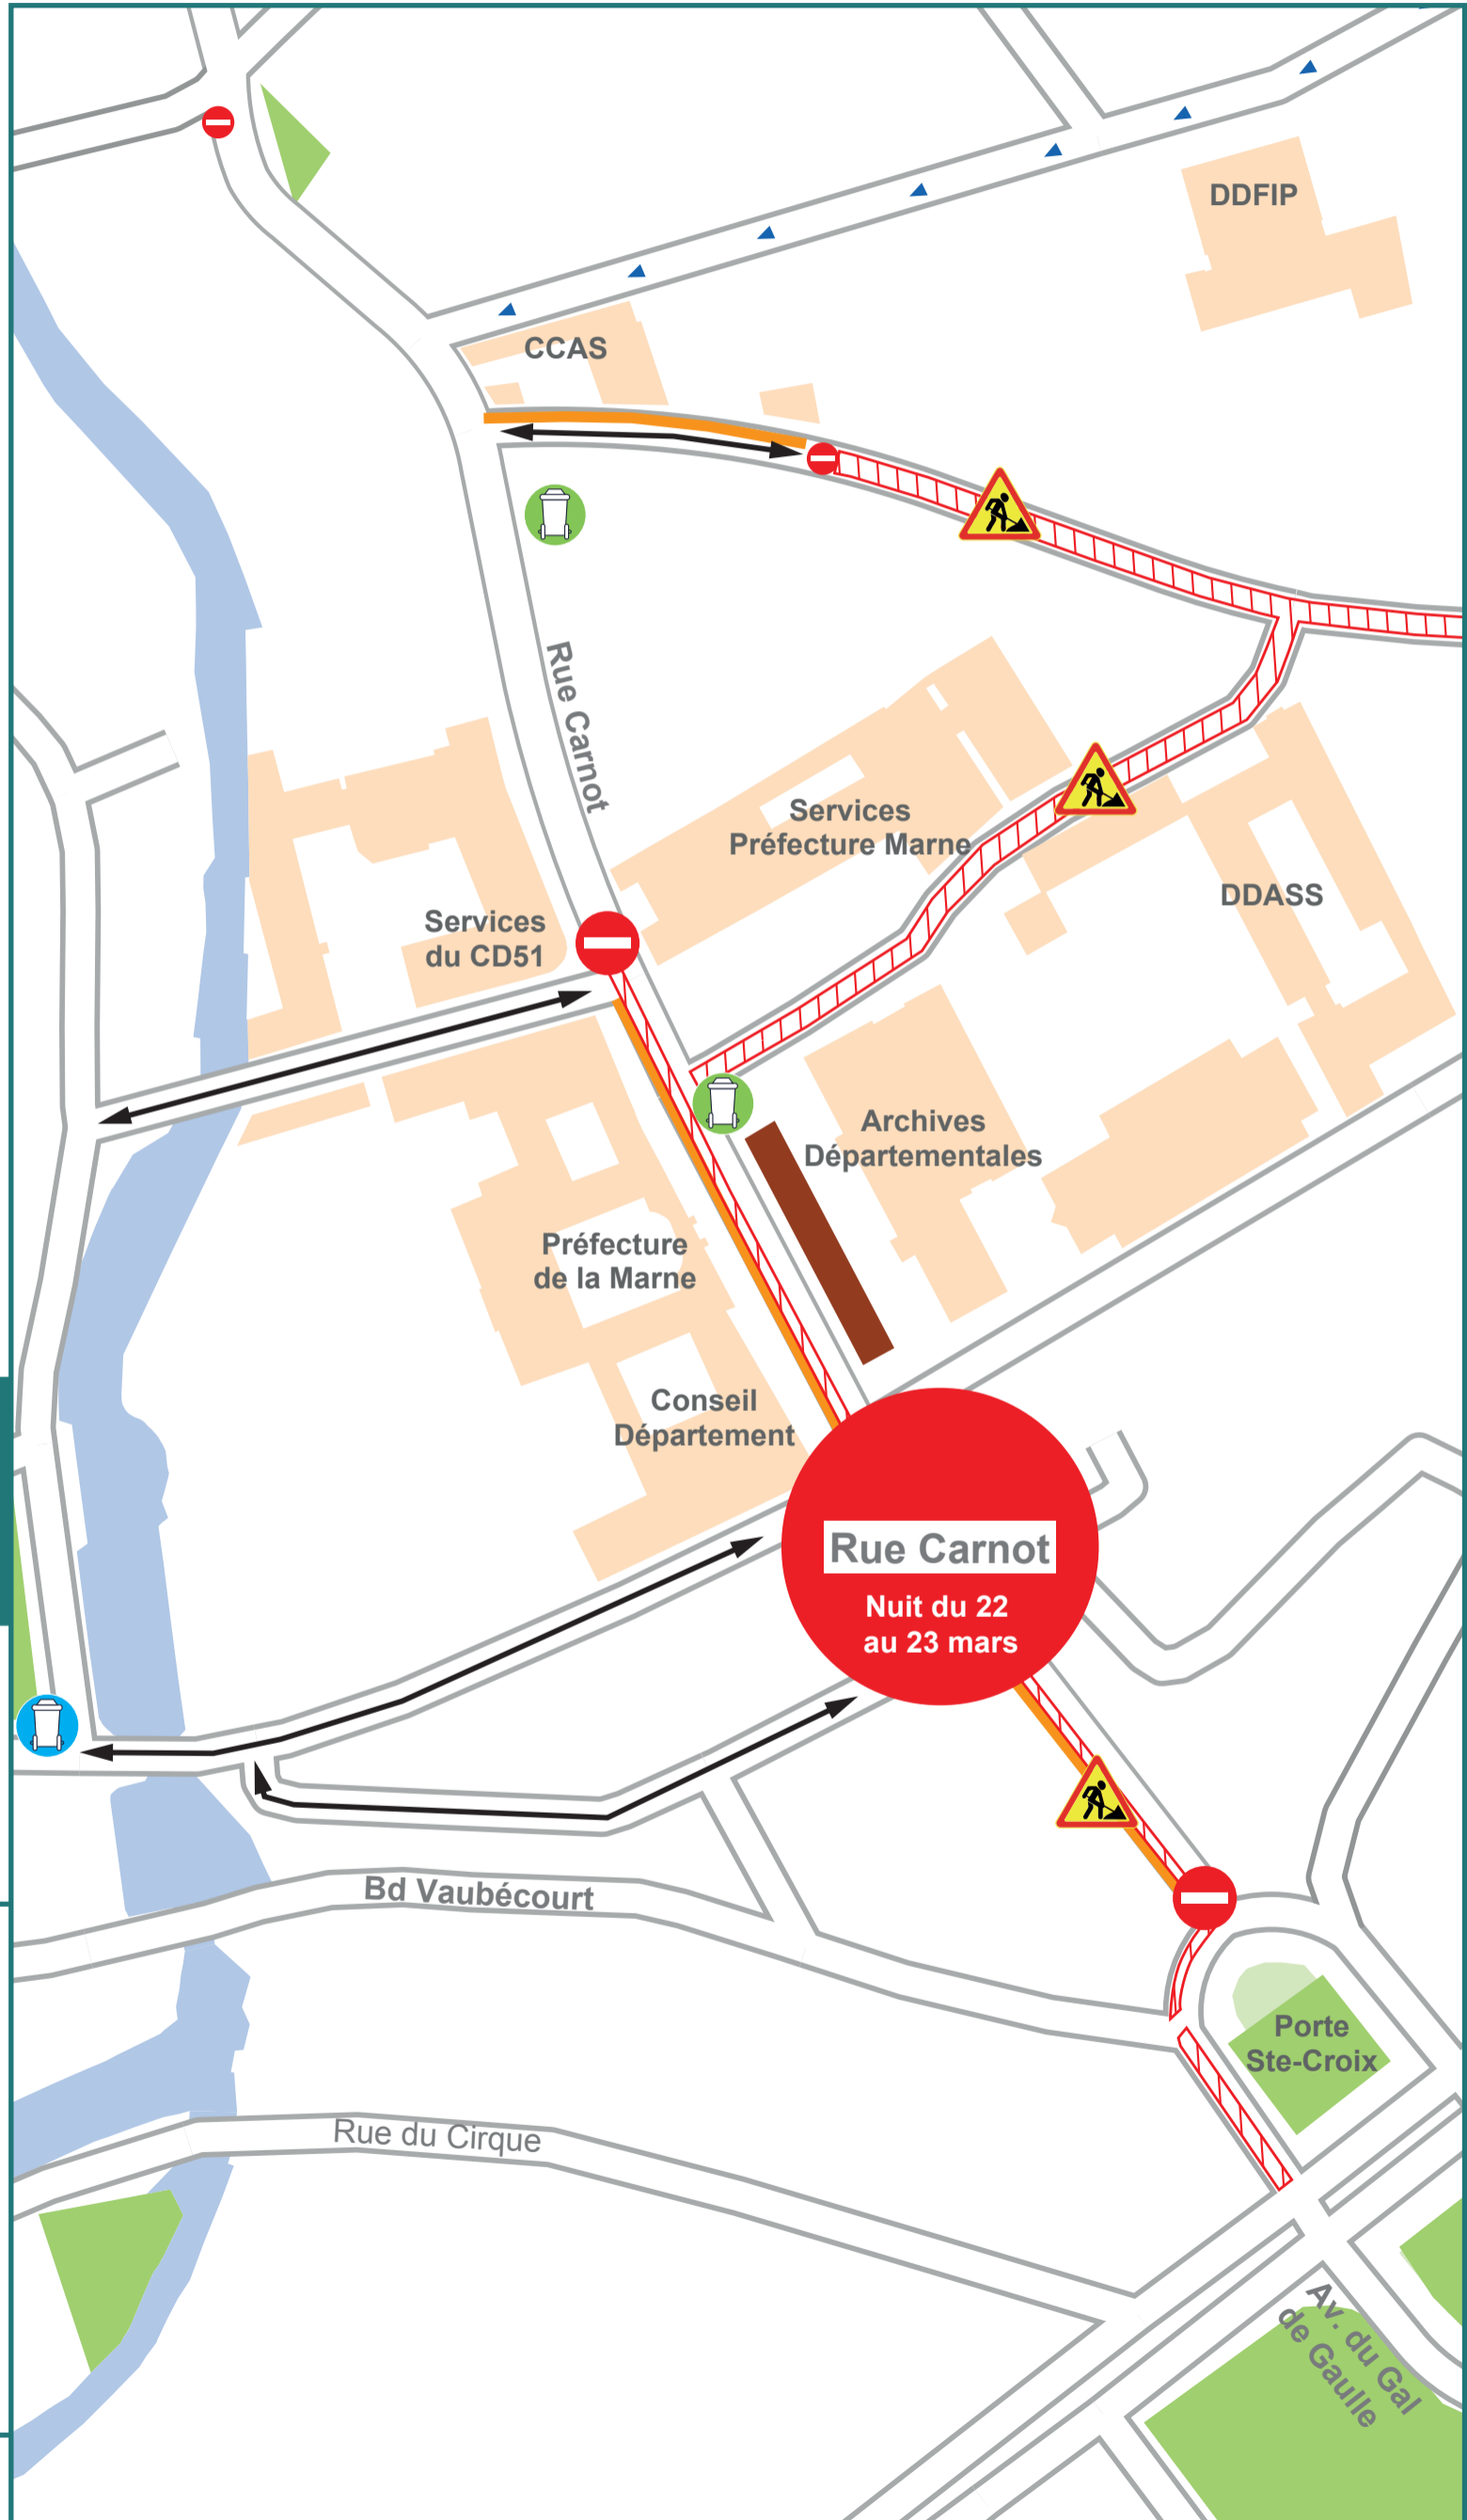 DDFIP
CCAS
Rue Carnot
Services
Préfecture Marne
DDASS
Services
du CD51
Archives
Départementales
Préfecture
de la Marne
Conseil
Département
Rue Carnot
Nuit du 22
au 23 mars
Bd Vaubécourt
Porte
Ste-Croix
Rue du Cirque
Av. du Gal
de Gaulle